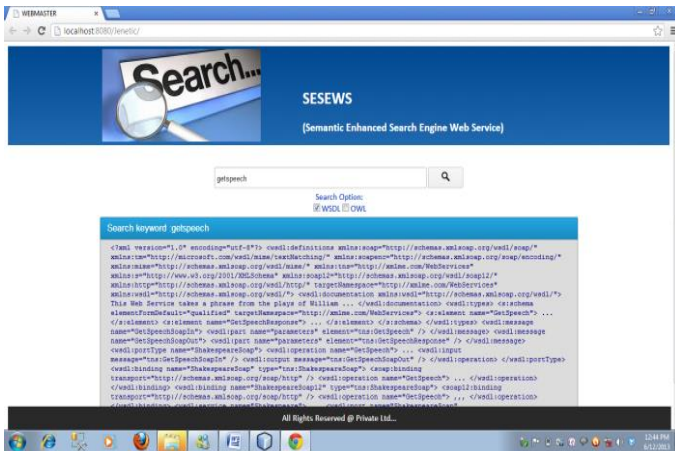 WEBMASTER
localhost:8080/Jenetic/
Search...
SESEWS
(Semantic Enhanced Search Engine Web Service)
getspeech
Search Option:
WSDL OWL
Search keyword :getspeech
<?xml version="1.0" encoding="utf-8"?> <wsdl:definitions xmlns:soap="http://schemas.xmlsoap.org/wsdl/soap/"
xmlns:tm="http://microsoft.com/wsdl/mime/textMatching/" xmlns:soapenc="http://schemas.xmlsoap.org/soap/encoding/"
xmlns:mime="http://schemas.xmlsoap.org/wsdl/mime/" xmlns:tns="http://xmlme.com/WebServices"
xmlns:s="http://www.w3.org/2001/XMLSchema" xmlns:soap12="http://schemas.xmlsoap.org/wsdl/soap12/"
xmlns:http="http://schemas.xmlsoap.org/wsdl/http/" targetNamespace="http://xmlme.com/WebServices"
xmlns:wsdl="http://schemas.xmlsoap.org/wsdl/"> <wsdl:documentation xmlns:wsdl="http://schemas.xmlsoap.org/wsdl/">
This Web Service takes a phrase from the plays of William ... </wsdl:documentation> <wsdl:types> <s:schema
elementFormDefault="qualified" targetNamespace="http://xmlme.com/WebServices"> <s:element name="GetSpeech"> ...
</s:element> <s:element name="GetSpeechResponse"> ... </s:element> </s:schema> </wsdl:types> <wsdl:message
name="GetSpeechSoapIn"> <wsdl:part name="parameters" element="tns:GetSpeech" /> </wsdl:message> <wsdl:message
name="GetSpeechSoapOut"> <wsdl:part name="parameters" element="tns:GetSpeechResponse" /> </wsdl:message>
<wsdl:portType name="ShakespeareSoap"> <wsdl:operation name="GetSpeech"> ... <wsdl:input
message="tns:GetSpeechSoapIn" /> <wsdl:output message="tns:GetSpeechSoapOut" /> </wsdl:operation> </wsdl:portType>
<wsdl:binding name="ShakespeareSoap" type="tns:ShakespeareSoap"> <soap:binding
transport="http://schemas.xmlsoap.org/soap/http" /> <wsdl:operation name="GetSpeech"> ... </wsdl:operation>
</wsdl:binding> <wsdl:binding name="ShakespeareSoap12" type="tns:ShakespeareSoap"> <soap12:binding
transport="http://schemas.xmlsoap.org/soap/http" /> <wsdl:operation name="GetSpeech"> ,,, </wsdl:operation>
All Rights Reserved @ Private Ltd...
12:44 PM
6/12/2013